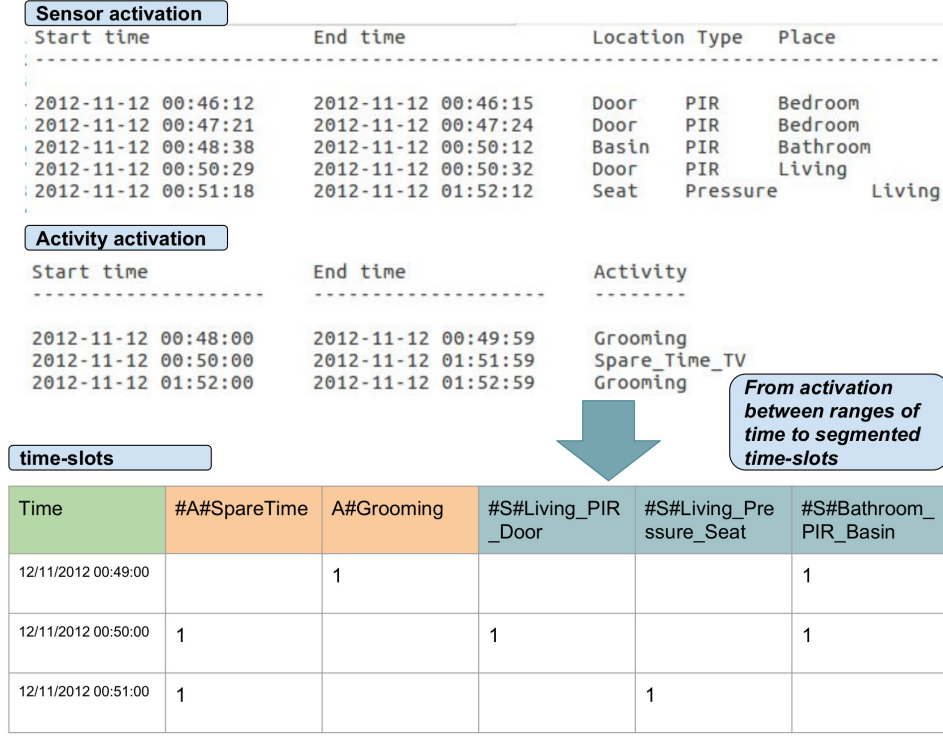 Sensor activation
Start time End time Location Type Place
--------------------------------------------------------------------------------
2012-11-12 00:46:12 2012-11-12 00:46:15 Door PIR Bedroom
2012-11-12 00:47:21 2012-11-12 00:47:24 Door PIR Bedroom
2012-11-12 00:48:38 2012-11-12 00:50:12 Basin PIR Bathroom
2012-11-12 00:50:29 2012-11-12 00:50:32 Door PIR Living
2012-11-12 00:51:18 2012-11-12 01:52:12 Seat Pressure Living
Activity activation
Start time End time Activity
-------------------- -------------------- --------
2012-11-12 00:48:00 2012-11-12 00:49:59 Grooming
2012-11-12 00:50:00 2012-11-12 01:51:59 Spare_Time_TV
2012-11-12 01:52:00 2012-11-12 01:52:59 Grooming
From activation
between ranges of
time to segmented
time-slots
time-slots
Time #A#SpareTime A#Grooming #S#Living_PIR #S#Living_Pre #S#Bathroom_
_Door ssure_Seat PIR_Basin
12/11/2012 00:49:00 1 1
12/11/2012 00:50:00 1 1 1
12/11/2012 00:51:00 1 1